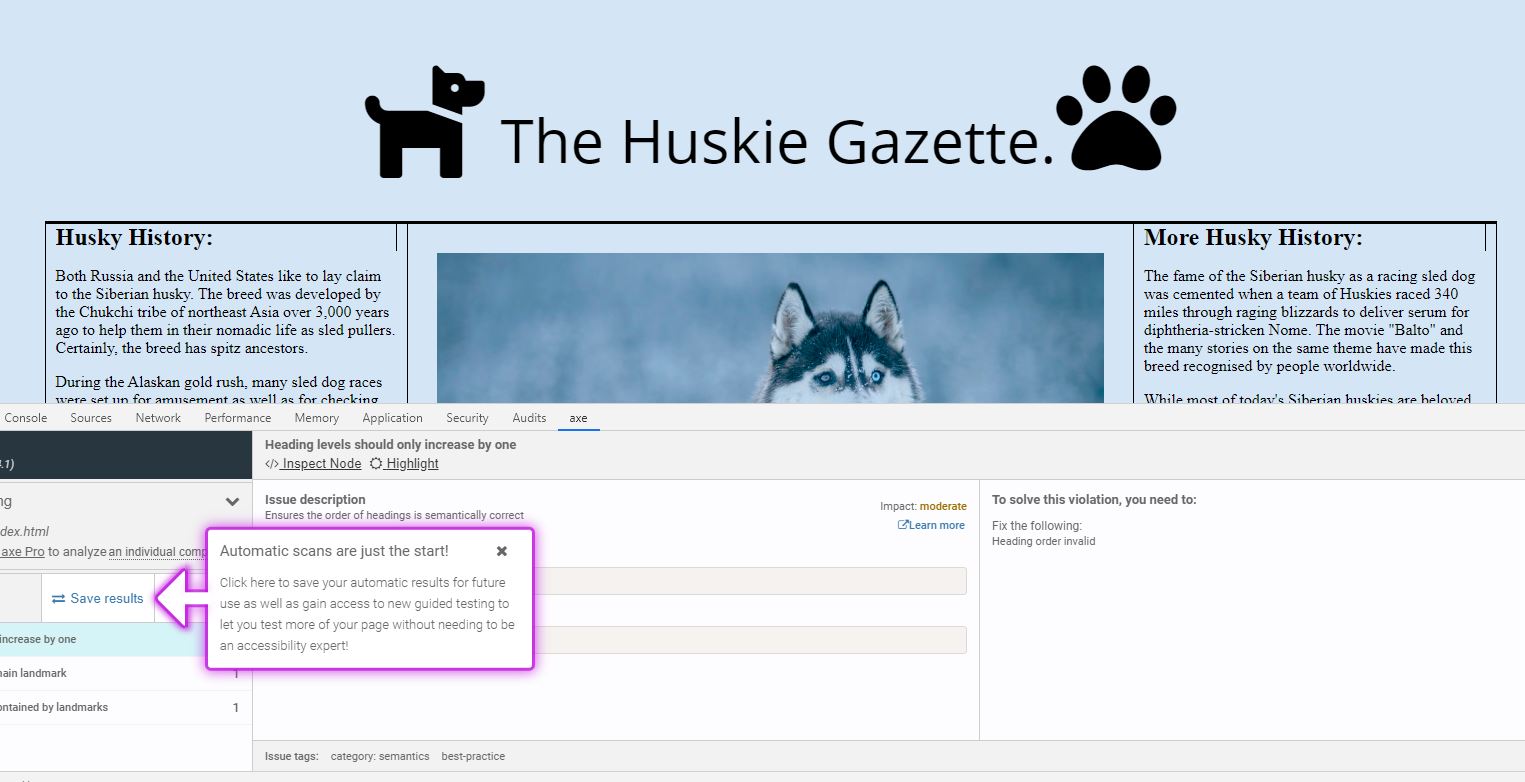 The Huskie Gazette.
Husky History:
Both Russia and the United States like to lay claim
to the Siberian husky. The breed was developed by
the Chukchi tribe of northeast Asia over 3,000 years
ago to help them in their nomadic life as sled pullers.
Certainly, the breed has spitz ancestors.
During the Alaskan gold rush, many sled dog races
were set up for amusement as well as for checking
More Husky History:
The fame of the Siberian husky as a racing sled dog
was cemented when a team of Huskies raced 340
miles through raging blizzards to deliver serum for
diphtheria-stricken Nome. The movie "Balto" and
the many stories on the same theme have made this
breed recognised by people worldwide.
While most of today's Siberian huskies are beloved
Console Sources Network Performance Memory Application Security Audits axe
.1)
ng
dex.html
axe Pro to analyze an individual comp
Save results
increase by one
ain landmark 1
ontained by landmarks 1
Heading levels should only increase by one
</> Inspect Node Highlight
Issue description
Ensures the order of headings is semantically correct
Impact: moderate
Learn more
Automatic scans are just the start!
Click here to save your automatic results for future
use as well as gain access to new guided testing to
let you test more of your page without needing to be
an accessibility expert!
To solve this violation, you need to:
Fix the following:
Heading order invalid
Issue tags: category: semantics best-practice